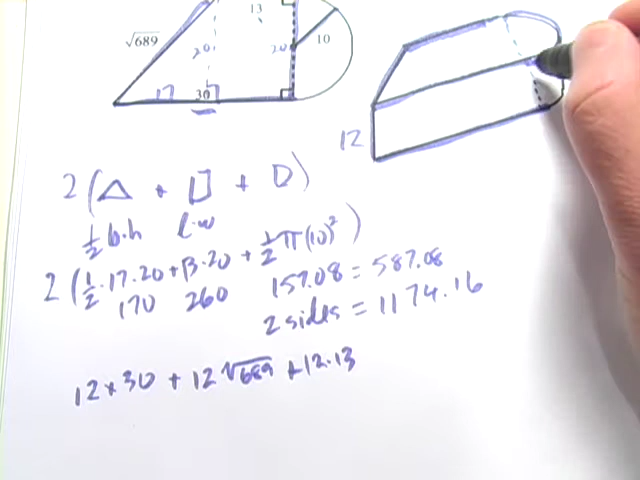 13
√689
20
20
10
17
30
12
2(△ + ▯ + D)
½b·h l·w
2(½·17·20 + 13·20 + ½π(10)²)
170 260 157.08 = 587.08
2 sides = 1174.16
12×30 + 12√689 + 12·13